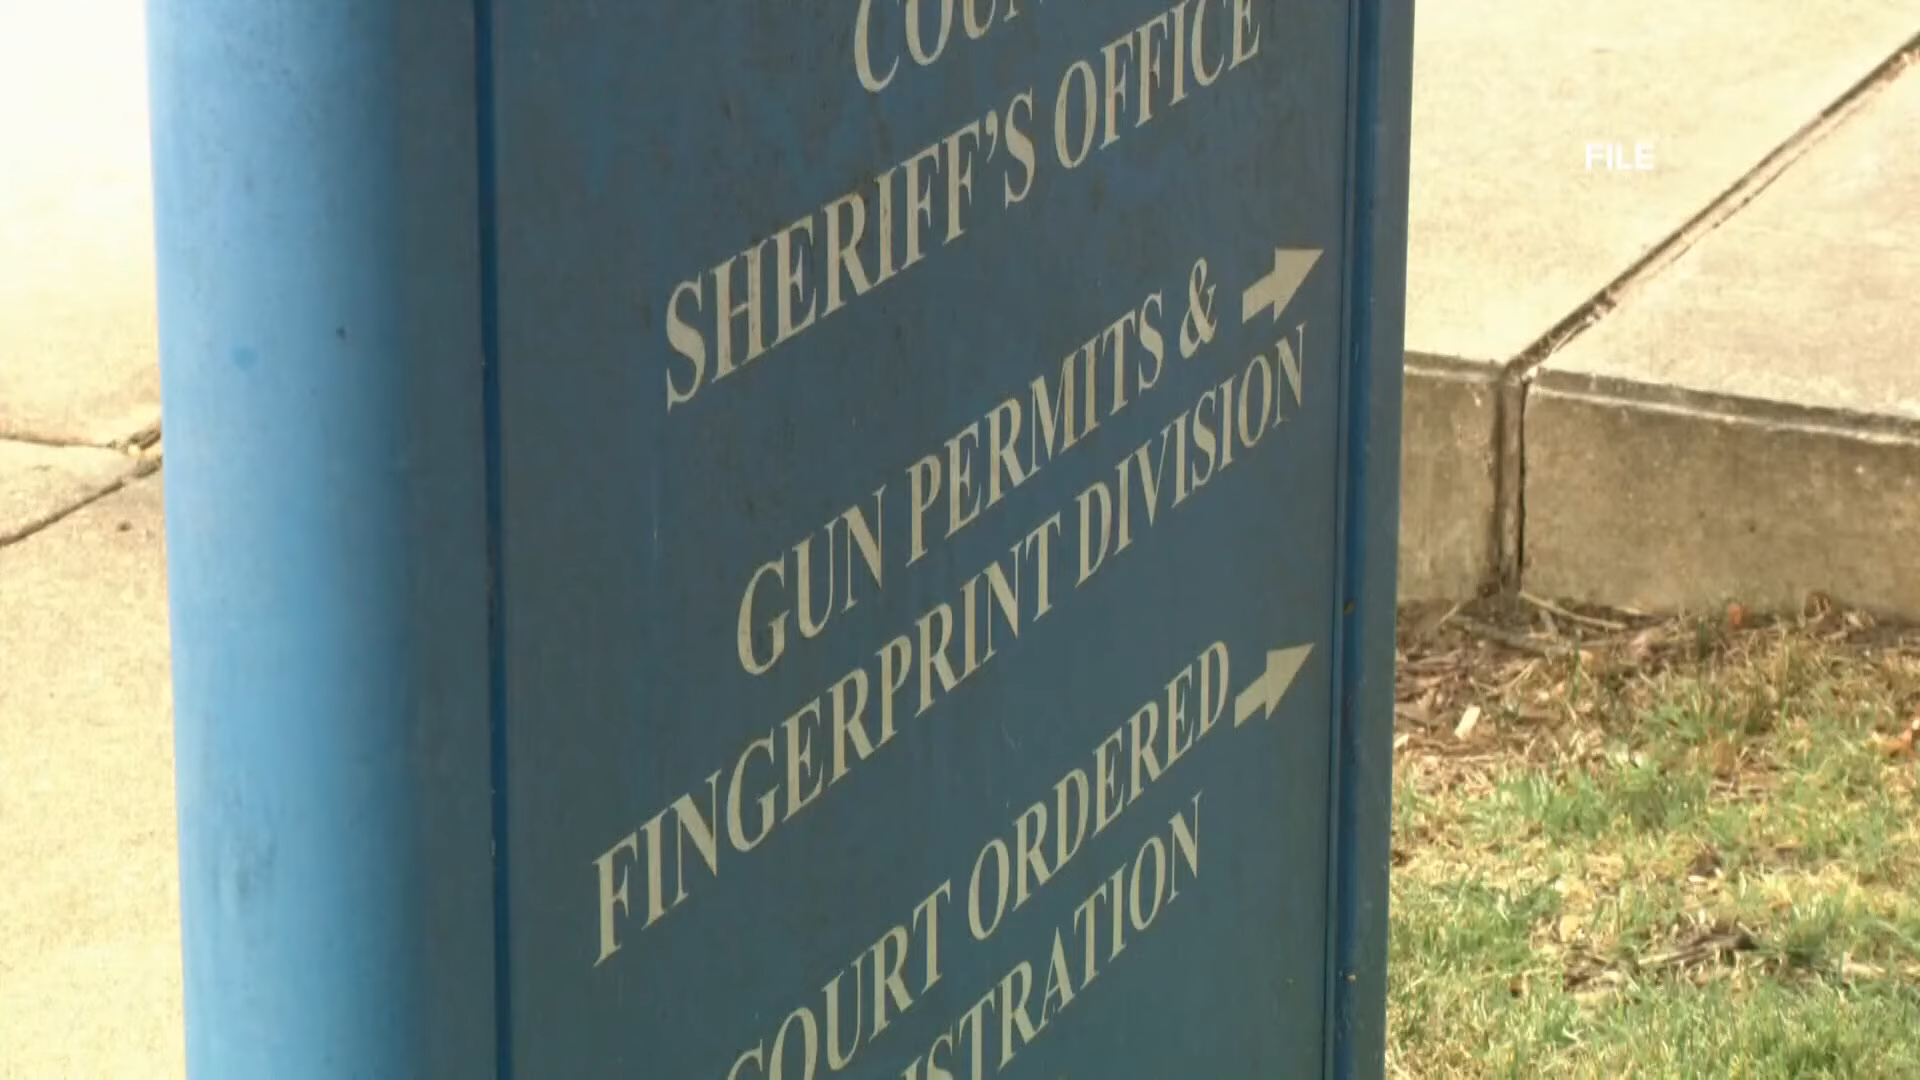 SHERIFF'S OFFICE
FILE
GUN PERMITS &
FINGERPRINT DIVISION
COURT ORDERED